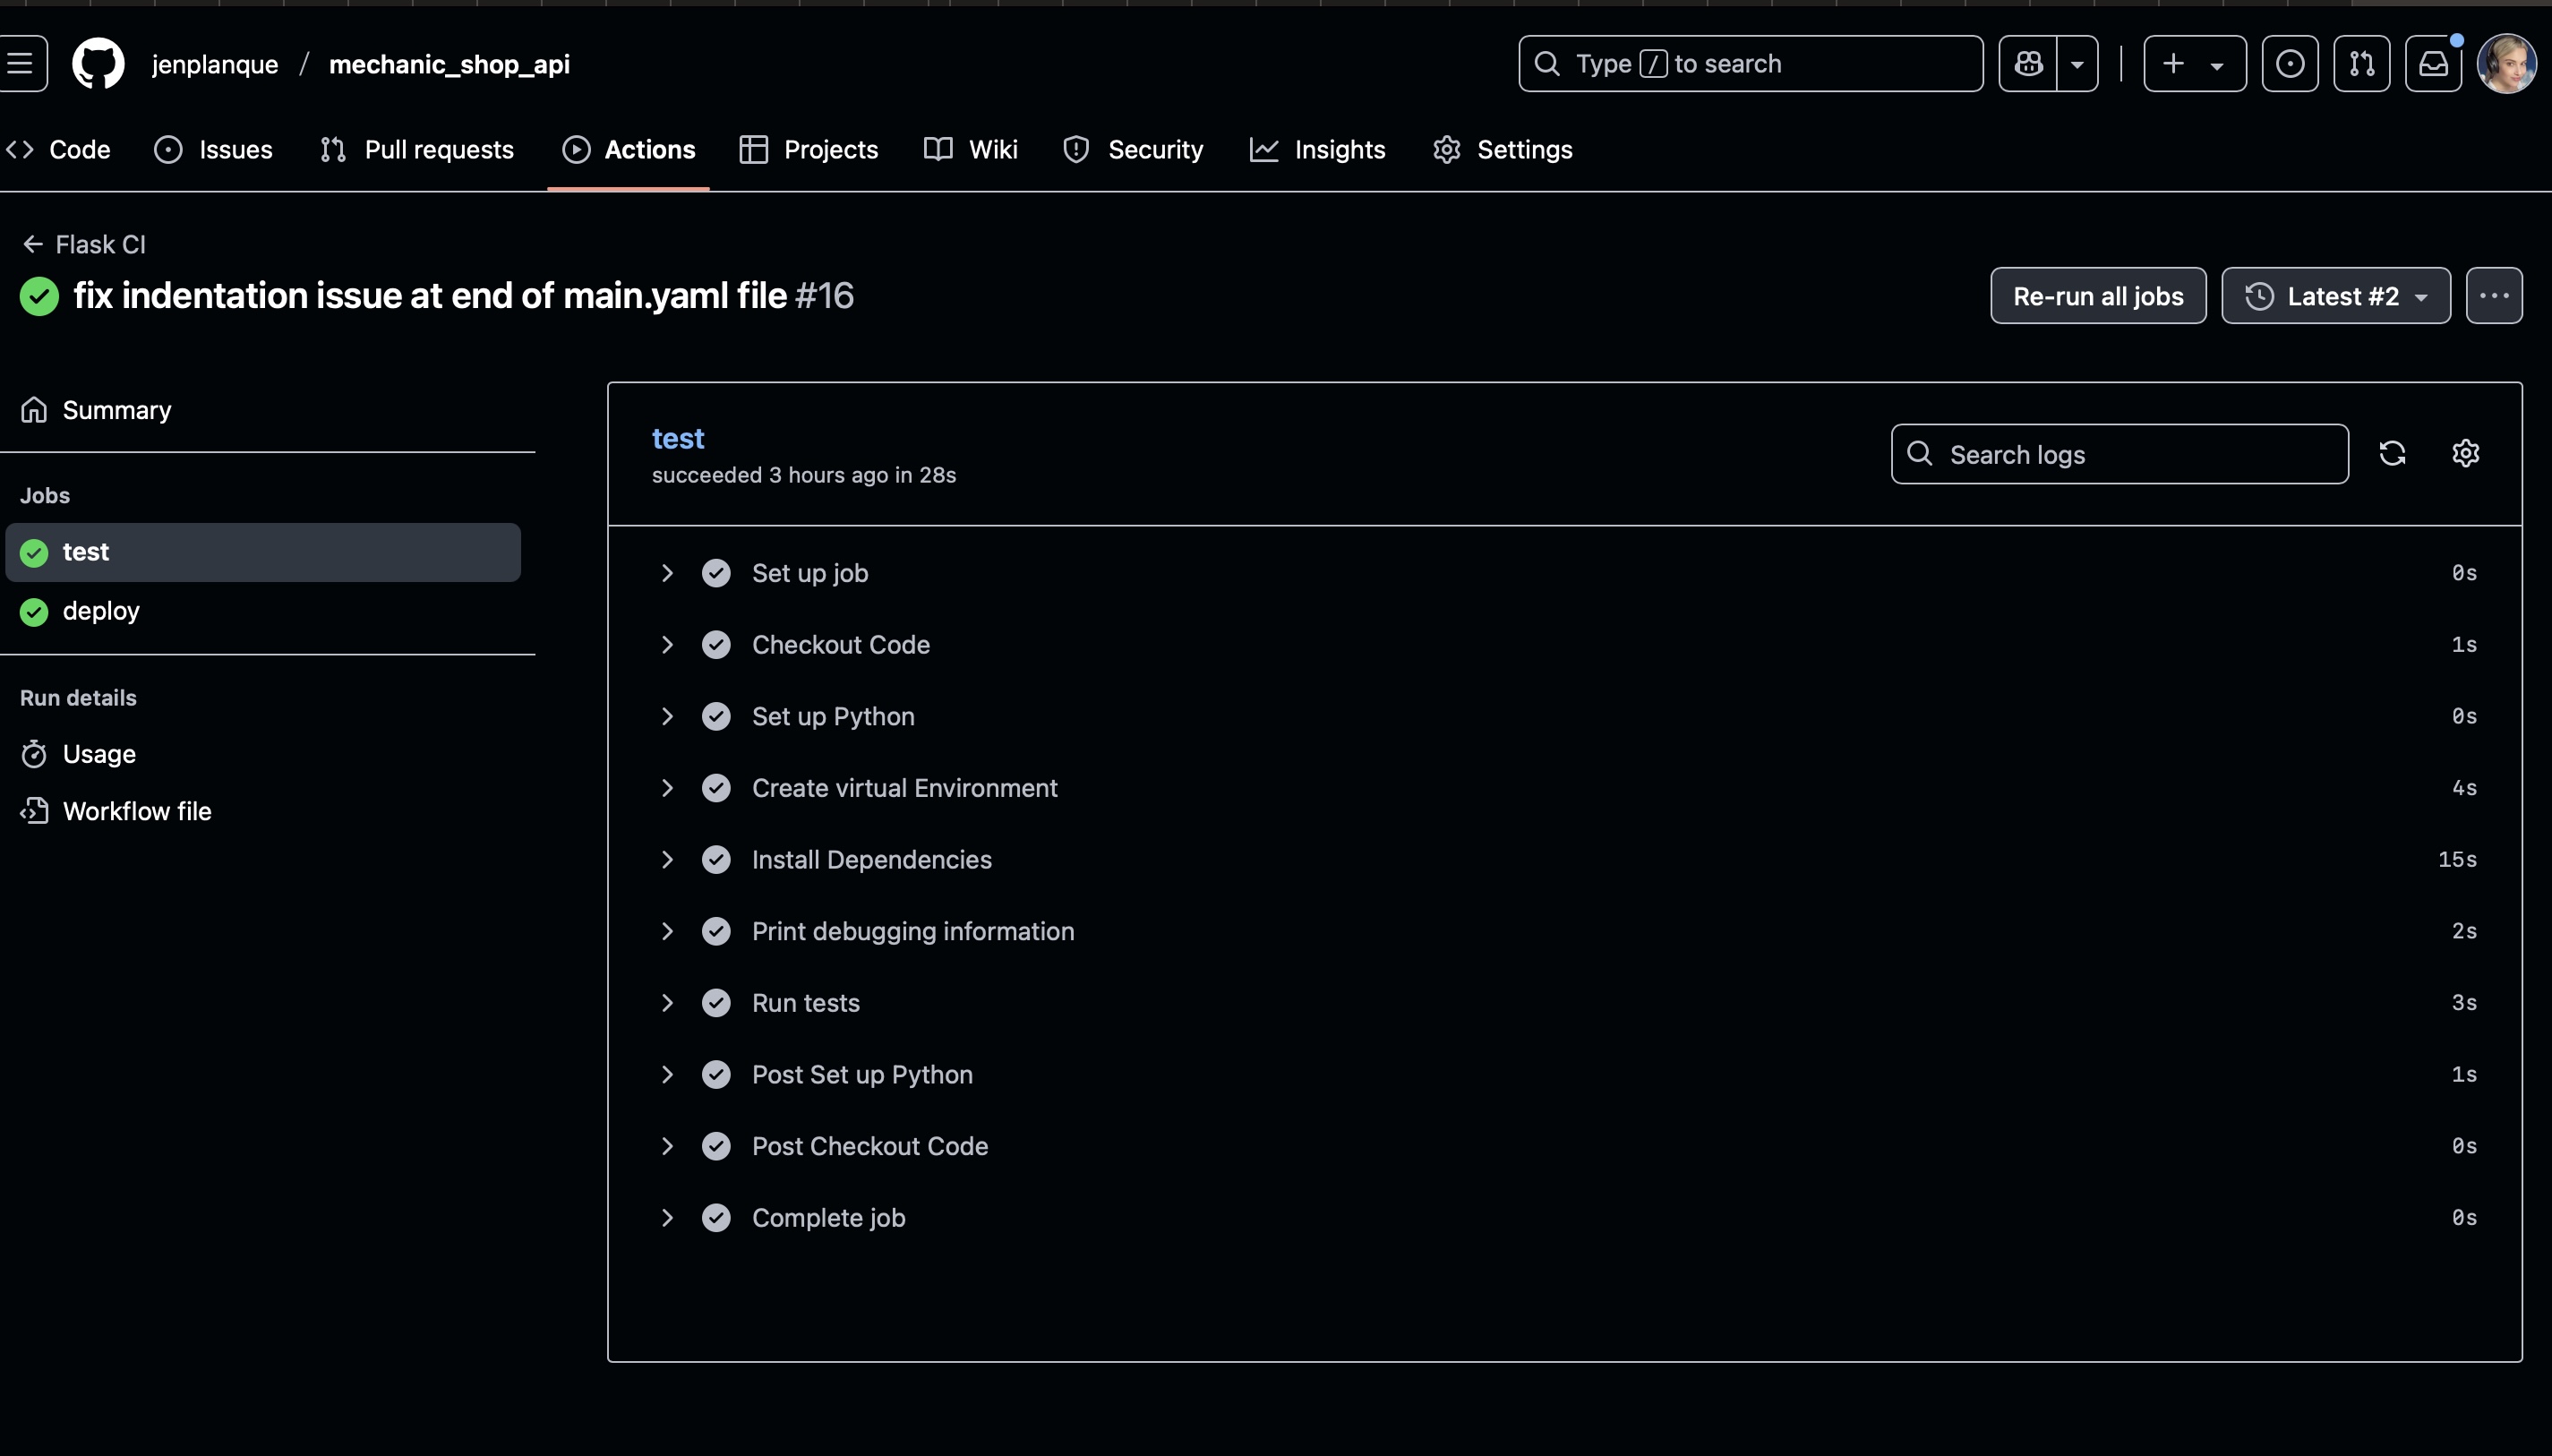 jenplanque / mechanic_shop_api
Type / to search
Code Issues Pull requests Actions Projects Wiki Security Insights Settings
Flask CI
fix indentation issue at end of main.yaml file #16
Re-run all jobs
Latest #2
Summary
Jobs
test
deploy
Run details
Usage
Workflow file
test
succeeded 3 hours ago in 28s
Search logs
Set up job 0s
Checkout Code 1s
Set up Python 0s
Create virtual Environment 4s
Install Dependencies 15s
Print debugging information 2s
Run tests 3s
Post Set up Python 1s
Post Checkout Code 0s
Complete job 0s